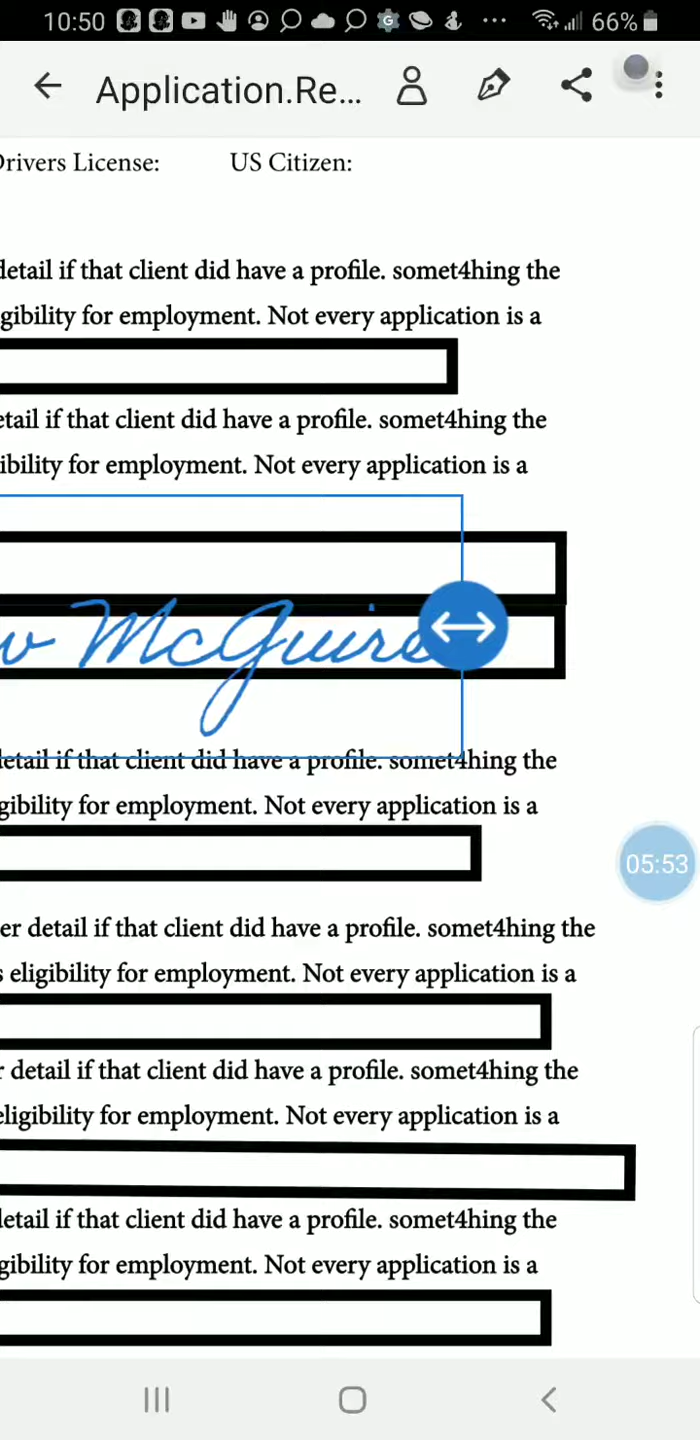 10:50 66%
Application.Re...
Drivers License: US Citizen:
detail if that client did have a profile. somet4hing the
gibility for employment. Not every application is a
etail if that client did have a profile. somet4hing the
ibility for employment. Not every application is a
w McGuire
detail if that client did have a profile. somet4hing the
gibility for employment. Not every application is a
05:53
er detail if that client did have a profile. somet4hing the
s eligibility for employment. Not every application is a
r detail if that client did have a profile. somet4hing the
eligibility for employment. Not every application is a
detail if that client did have a profile. somet4hing the
gibility for employment. Not every application is a